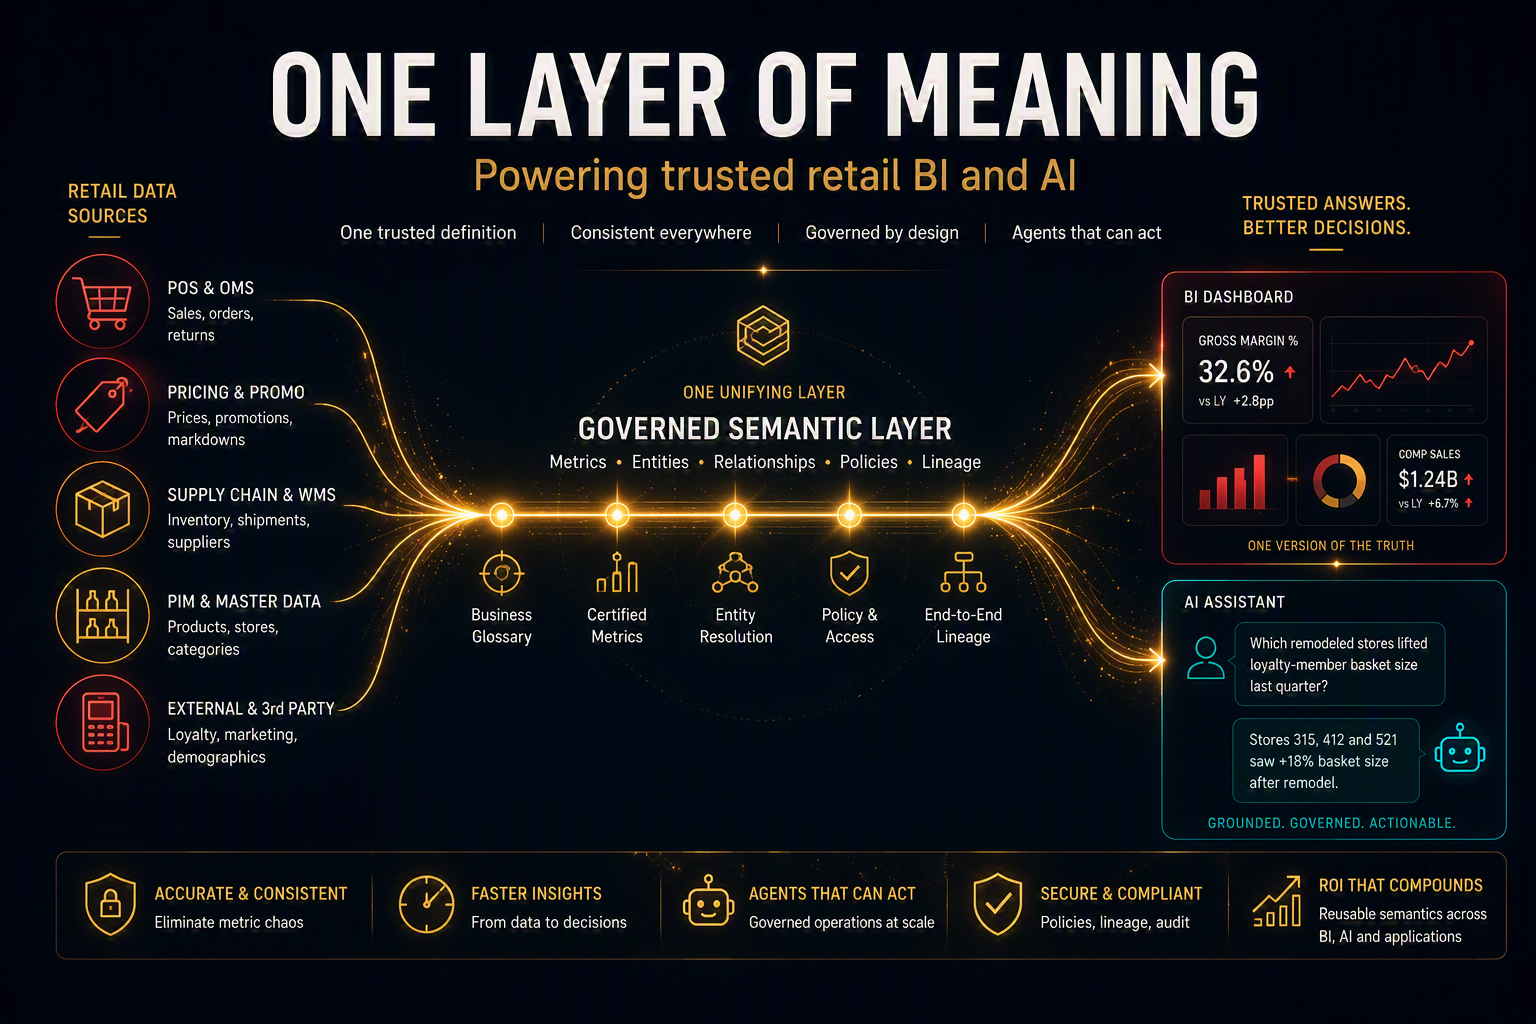 ONE LAYER OF MEANING
Powering trusted retail BI and AI
One trusted definition
Consistent everywhere
Governed by design
Agents that can act
RETAIL DATA
SOURCES
POS & OMS
Sales, orders,
returns
PRICING & PROMO
Prices, promotions,
markdowns
SUPPLY CHAIN & WMS
Inventory, shipments,
suppliers
PIM & MASTER DATA
Products, stores,
categories
EXTERNAL & 3rd PARTY
Loyalty, marketing,
demographics
ONE UNIFYING LAYER
GOVERNED SEMANTIC LAYER
Metrics • Entities • Relationships • Policies • Lineage
Business
Glossary
Certified
Metrics
Entity
Resolution
Policy &
Access
End-to-End
Lineage
TRUSTED ANSWERS.
BETTER DECISIONS.
BI DASHBOARD
GROSS MARGIN %
32.6%
vs LY +2.8pp
COMP SALES
$1.24B
vs LY +6.7%
ONE VERSION OF THE TRUTH
AI ASSISTANT
Which remodeled stores lifted
loyalty-member basket size
last quarter?
Stores 315, 412 and 521
saw +18% basket size
after remodel.
GROUNDED. GOVERNED. ACTIONABLE.
ACCURATE & CONSISTENT
Eliminate metric chaos
FASTER INSIGHTS
From data to decisions
AGENTS THAT CAN ACT
Governed operations at scale
SECURE & COMPLIANT
Policies, lineage, audit
ROI THAT COMPOUNDS
Reusable semantics across
BI, AI and applications